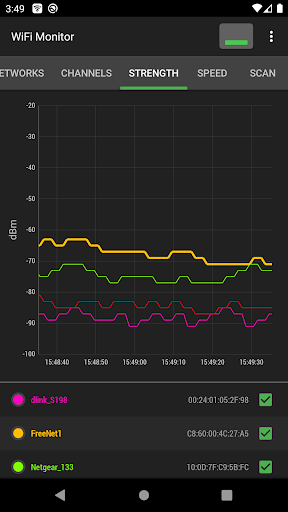 3:49
WiFi Monitor
ETWORKS CHANNELS STRENGTH SPEED SCAN
-20
-30
-40
-50
dBm
-60
-70
-80
-90
-100
15:48:40 15:48:50 15:49:00 15:49:10 15:49:20 15:49:30
dlink_S198 00:24:01:05:2F:98
FreeNet1 C8:60:00:4C:27:A5
Netgear_133 10:0D:7F:C9:5B:FC